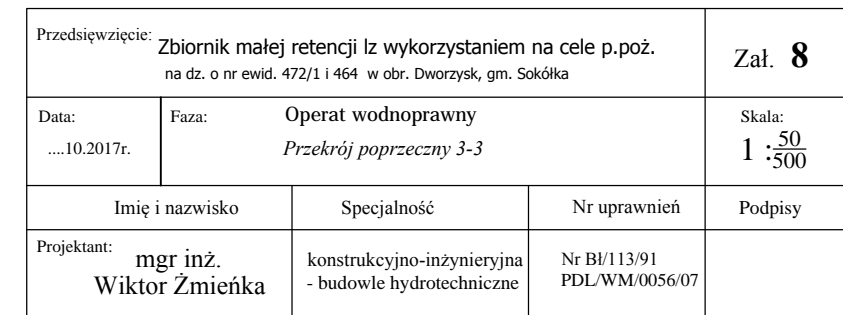 Przedsięwzięcie: Zbiornik małej retencji lz wykorzystaniem na cele p.poż.
na dz. o nr ewid. 472/1 i 464 w obr. Dworzysk, gm. Sokółka
Zał. 8
Data: Faza: Operat wodnoprawny Skala:
....10.2017r. Przekrój poprzeczny 3-3 1 : 50
500
Imię i nazwisko Specjalność Nr uprawnień Podpisy
Projektant:
mgr inż.
Wiktor Żmieńka
konstrukcyjno-inżynieryjna
- budowle hydrotechniczne
Nr Bł/113/91
PDL/WM/0056/07